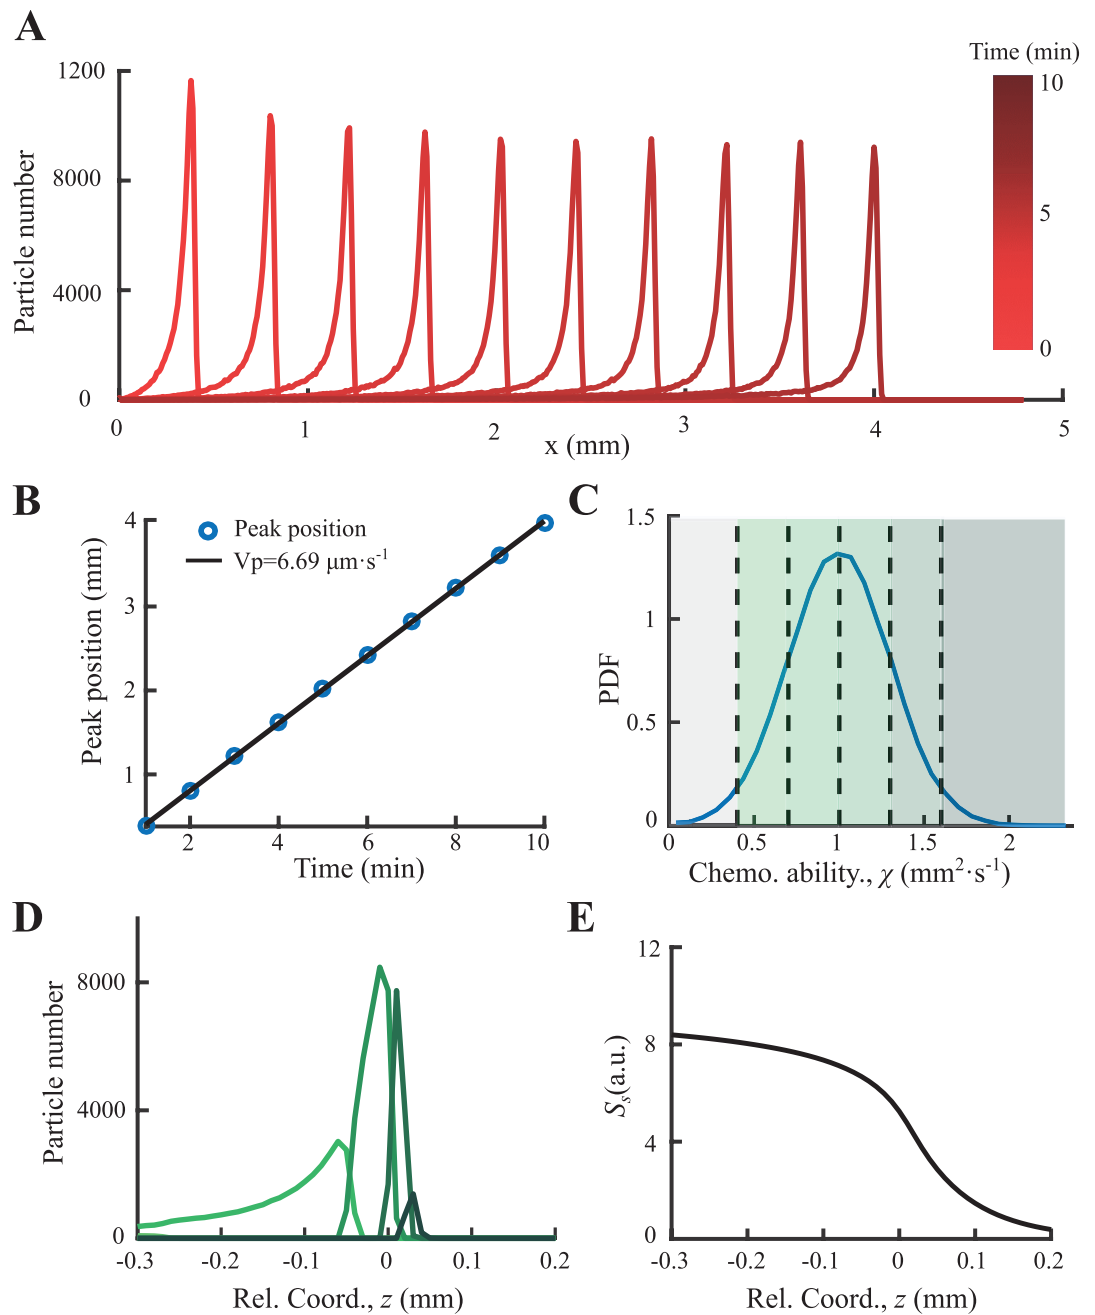 A
Time (min)
10
5
0
1200
8000
4000
0
Particle number
0
1
2
3
4
5
x (mm)
B
Peak position
Vp=6.69 μm·s⁻¹
4
3
2
1
Peak position (mm)
2
4
6
8
10
Time (min)
C
1.5
1
0.5
0
PDF
0
0.5
1
1.5
2
Chemo. ability., χ (mm²·s⁻¹)
D
8000
4000
0
Particle number
-0.3
-0.2
-0.1
0
0.1
0.2
Rel. Coord., z (mm)
E
12
8
4
0
Sₛ(a.u.)
-0.3
-0.2
-0.1
0
0.1
0.2
Rel. Coord., z (mm)